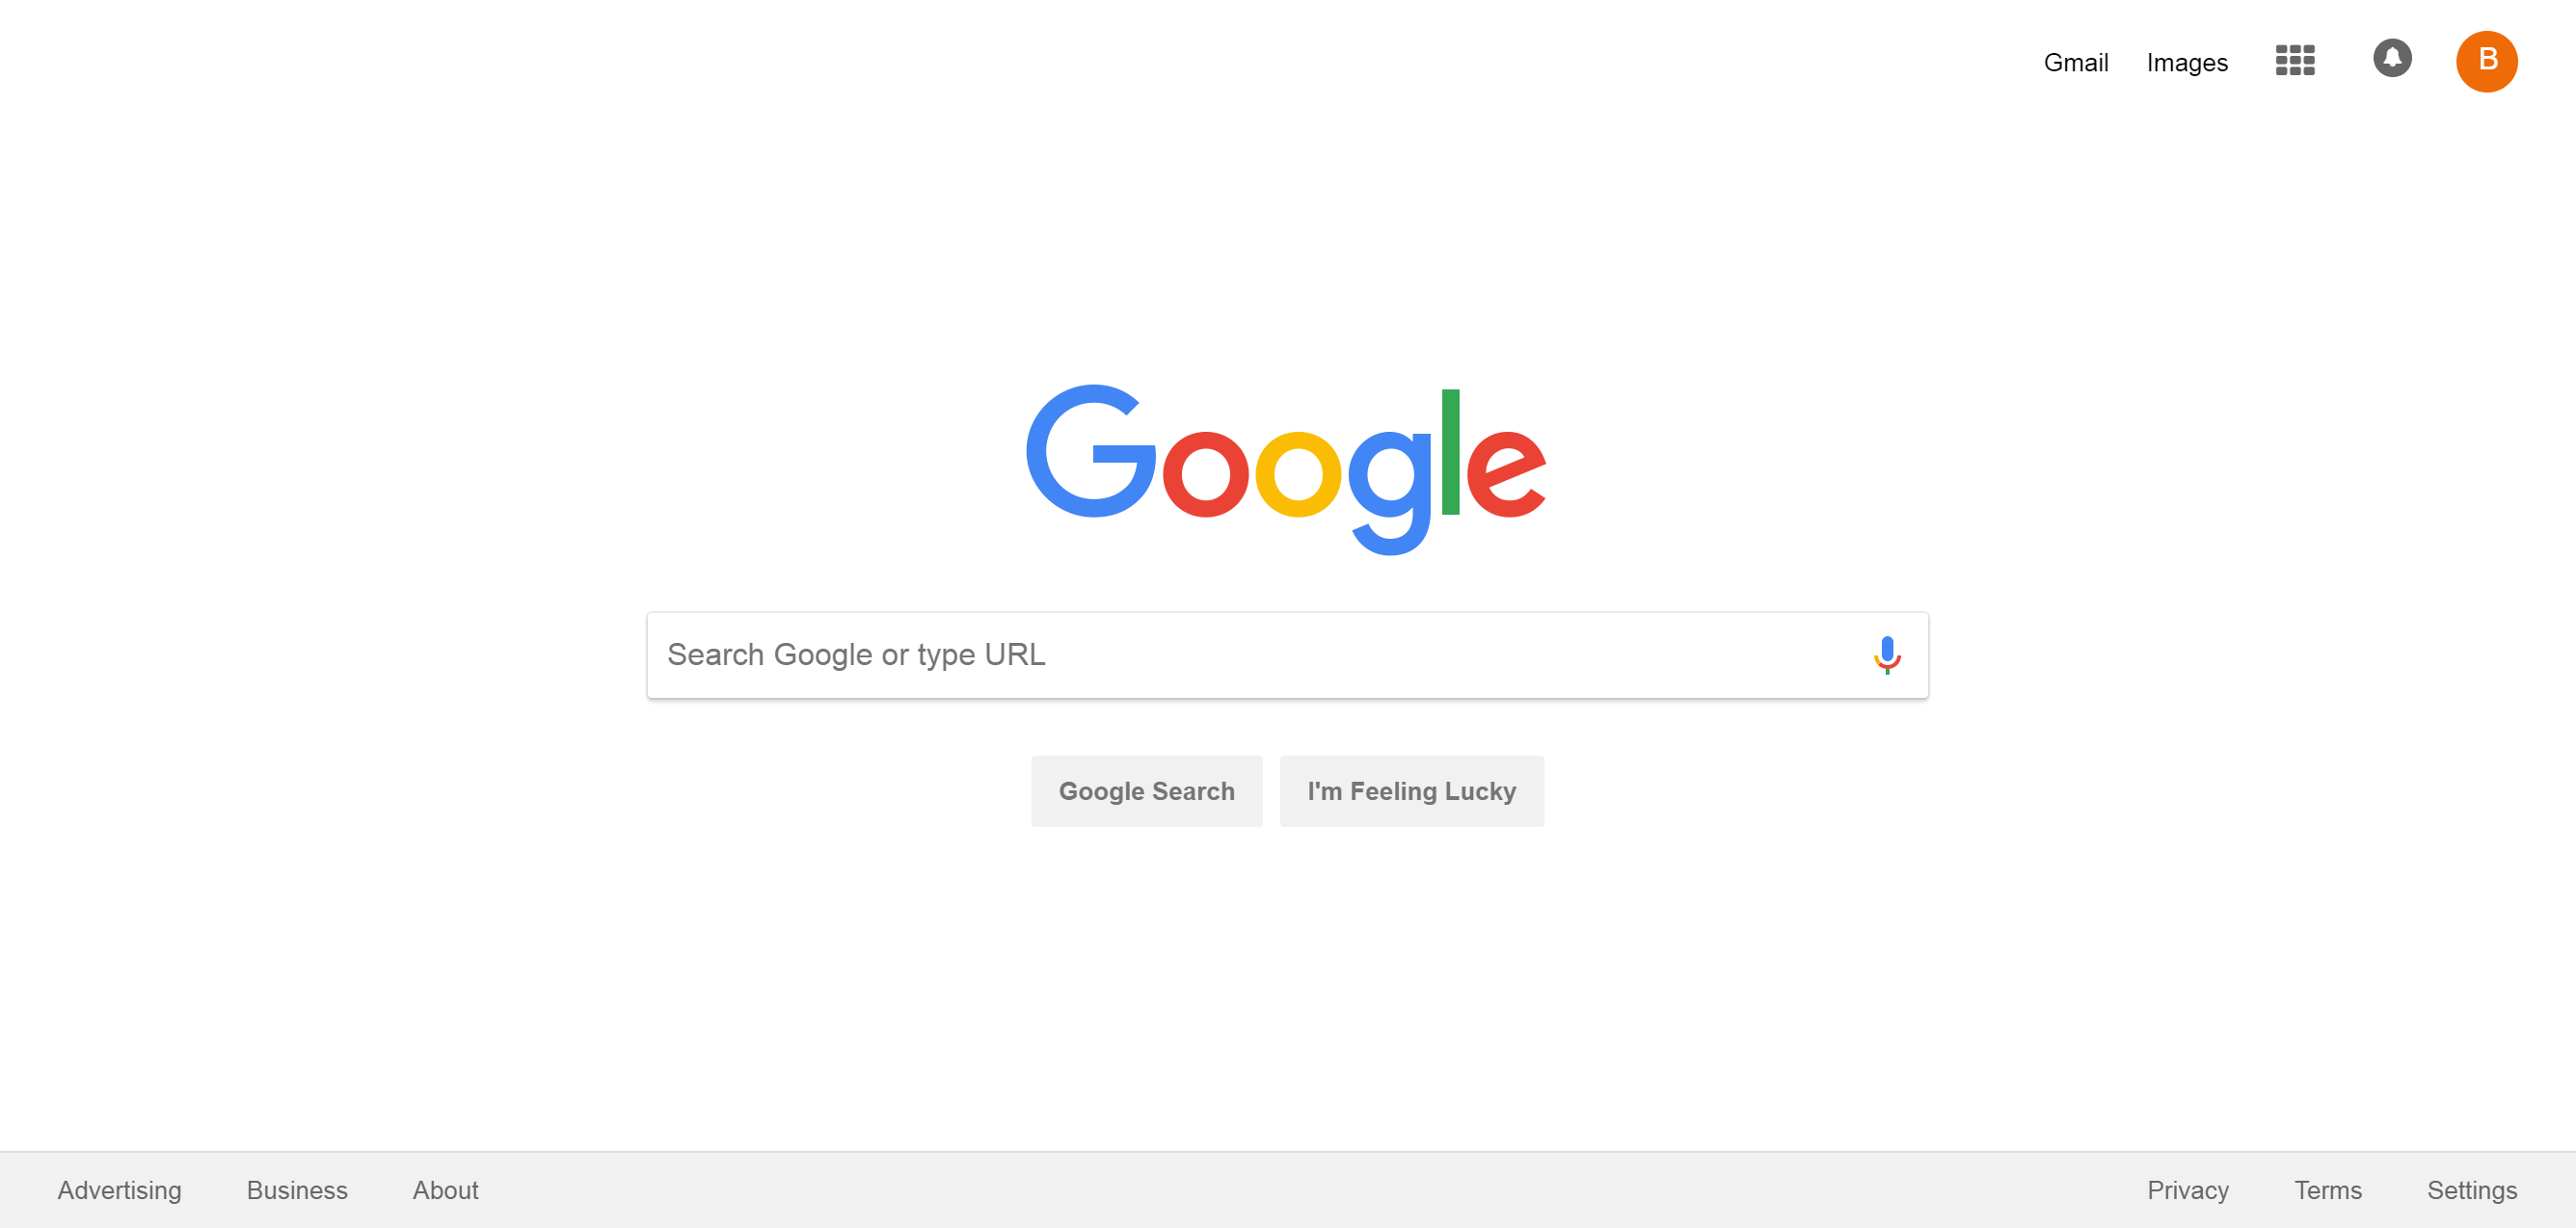 Gmail Images B
Google
Search Google or type URL
Google Search I'm Feeling Lucky
Advertising Business About Privacy Terms Settings